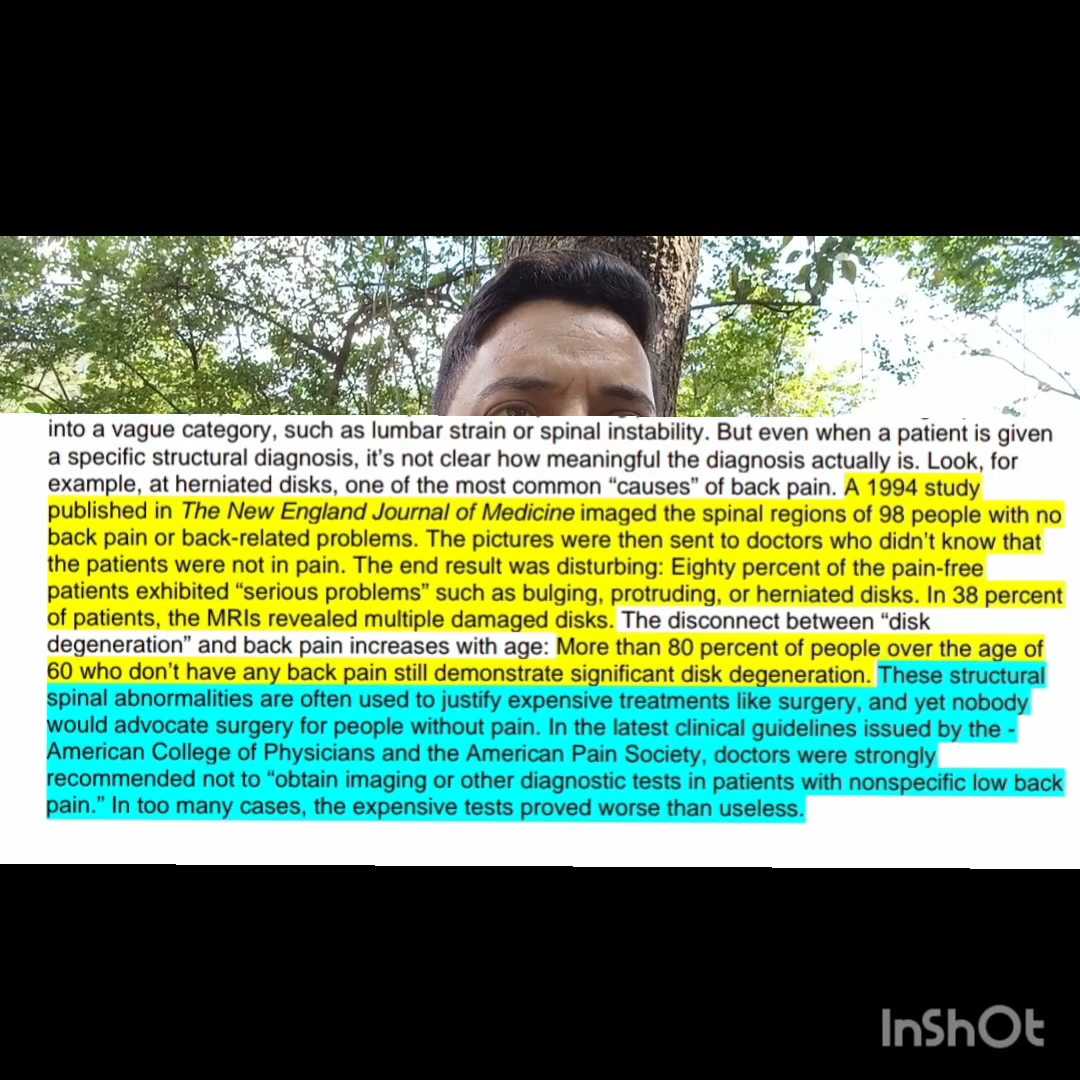 into a vague category, such as lumbar strain or spinal instability. But even when a patient is given
a specific structural diagnosis, it's not clear how meaningful the diagnosis actually is. Look, for
example, at herniated disks, one of the most common “causes” of back pain. A 1994 study
published in The New England Journal of Medicine imaged the spinal regions of 98 people with no
back pain or back-related problems. The pictures were then sent to doctors who didn't know that
the patients were not in pain. The end result was disturbing: Eighty percent of the pain-free
patients exhibited “serious problems” such as bulging, protruding, or herniated disks. In 38 percent
of patients, the MRIs revealed multiple damaged disks. The disconnect between “disk
degeneration” and back pain increases with age: More than 80 percent of people over the age of
60 who don't have any back pain still demonstrate significant disk degeneration. These structural
spinal abnormalities are often used to justify expensive treatments like surgery, and yet nobody
would advocate surgery for people without pain. In the latest clinical guidelines issued by the -
American College of Physicians and the American Pain Society, doctors were strongly
recommended not to “obtain imaging or other diagnostic tests in patients with nonspecific low back
pain.” In too many cases, the expensive tests proved worse than useless.
InShOt